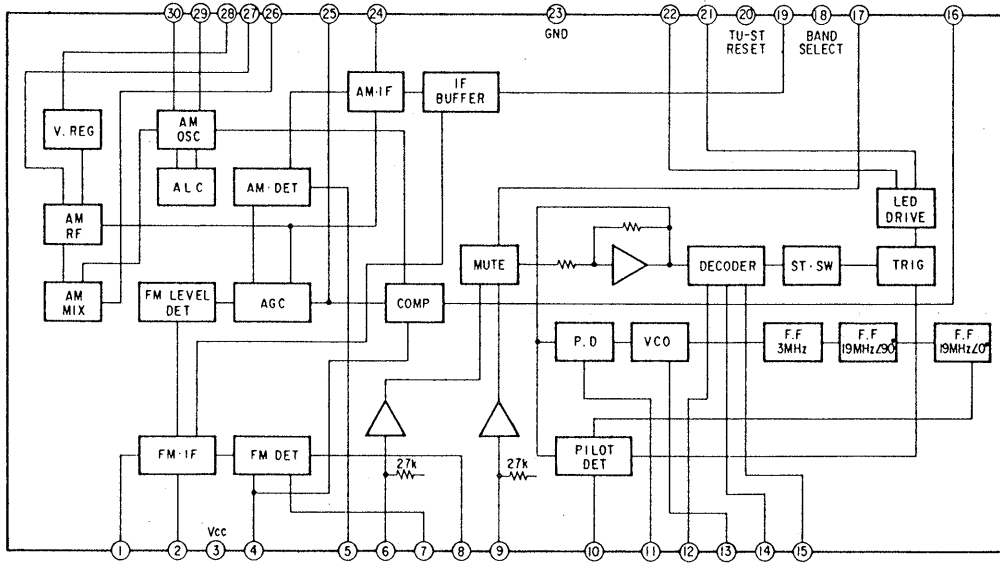 30 29 28 27 26 25 24 23 22 21 20 19 18 17 16
GND
TU-ST
RESET
BAND
SELECT
AM·IF
IF
BUFFER
V. REG
AM
OSC
ALC
AM·DET
LED
DRIVE
AM
RF
MUTE
DECODER
ST·SW
TRIG
AM
MIX
FM LEVEL
DET
AGC
COMP
P.D
VCO
F.F
3MHz
F.F
19MHz∠90°
F.F
19MHz∠0°
FM·IF
FM DET
27k
27k
PILOT
DET
Vcc
1 2 3 4 5 6 7 8 9 10 11 12 13 14 15